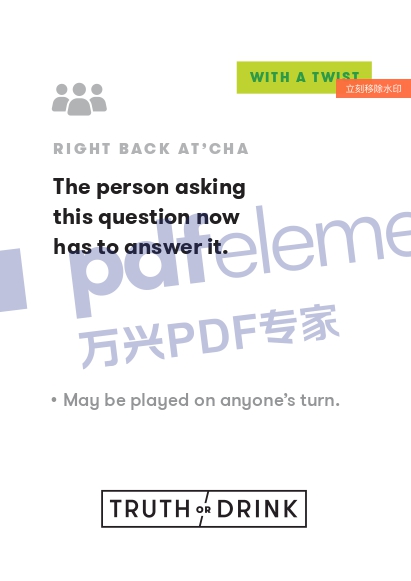 WITH A TWIST
立刻移除水印
RIGHT BACK AT'CHA
The person asking
this question now
has to answer it.
pdfeleme
万兴PDF专家
• May be played on anyone's turn.
TRUTH OR DRINK